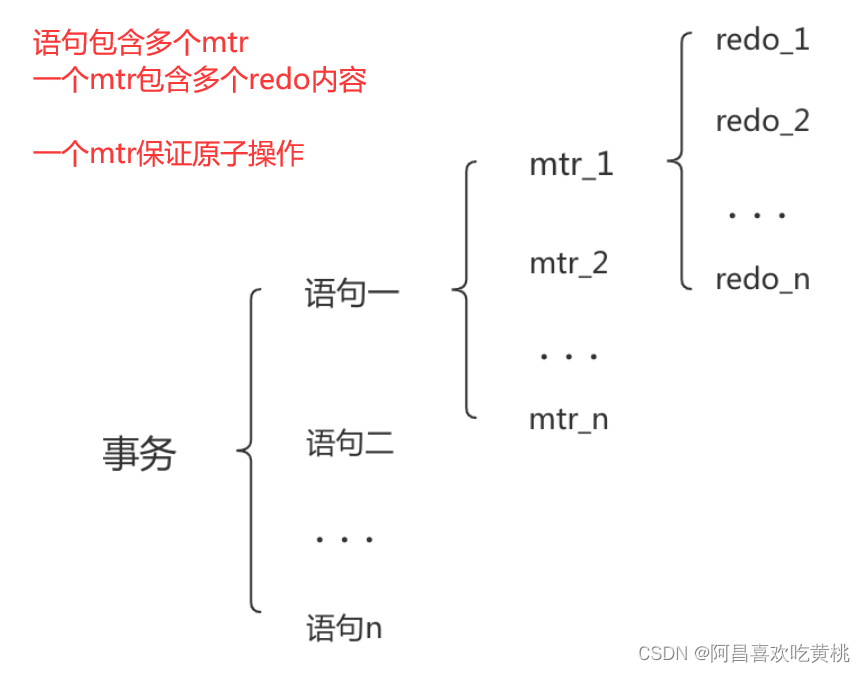 语句包含多个mtr
一个mtr包含多个redo内容
一个mtr保证原子操作
事务
语句一
语句二
···
语句n
mtr_1
mtr_2
···
mtr_n
redo_1
redo_2
···
redo_n
CSDN @阿昌喜欢吃黄桃